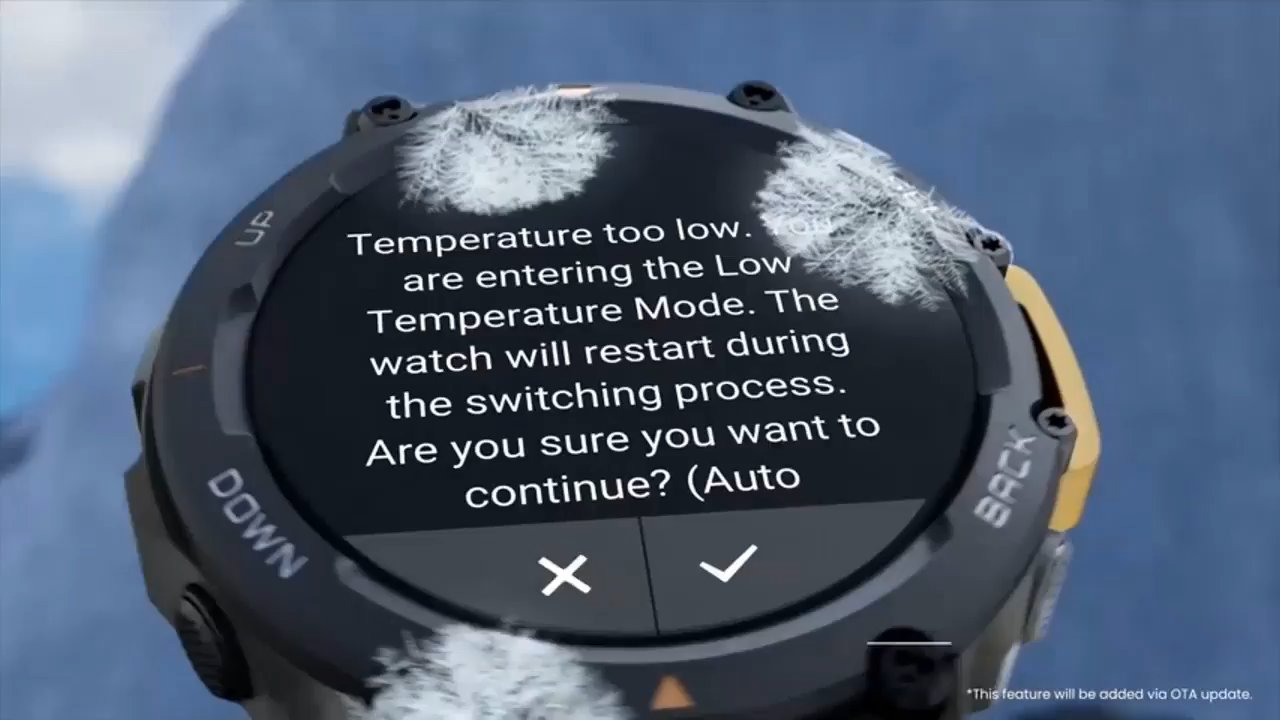 UP
Temperature too low. You
are entering the Low
Temperature Mode. The
watch will restart during
the switching process.
Are you sure you want to
continue? (Auto
DOWN
BACK
*This feature will be added via OTA update.